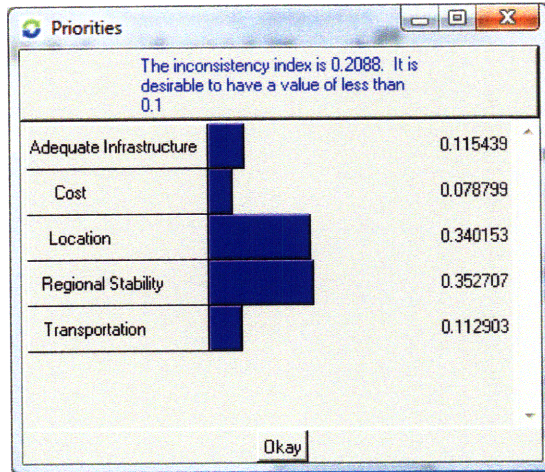 Priorities
The inconsistency index is 0.2088. It is
desirable to have a value of less than
0.1
Adequate Infrastructure 0.115439
Cost 0.078799
Location 0.340153
Regional Stability 0.352707
Transportation 0.112903
Okay